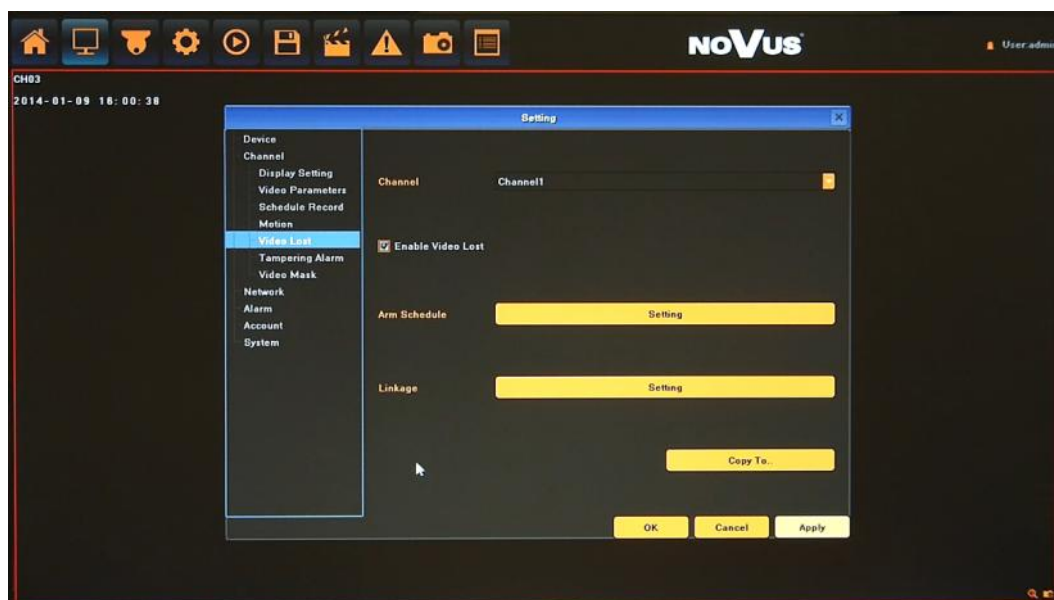 NOVUS
User:admi
CH03
2014-01-09 16:00:38
Setting
Device
Channel
Display Setting
Video Parameters
Schedule Record
Motion
Video Lost
Tampering Alarm
Video Mask
Network
Alarm
Account
System
Channel Channel1
Enable Video Lost
Arm Schedule Setting
Linkage Setting
Copy To..
OK Cancel Apply